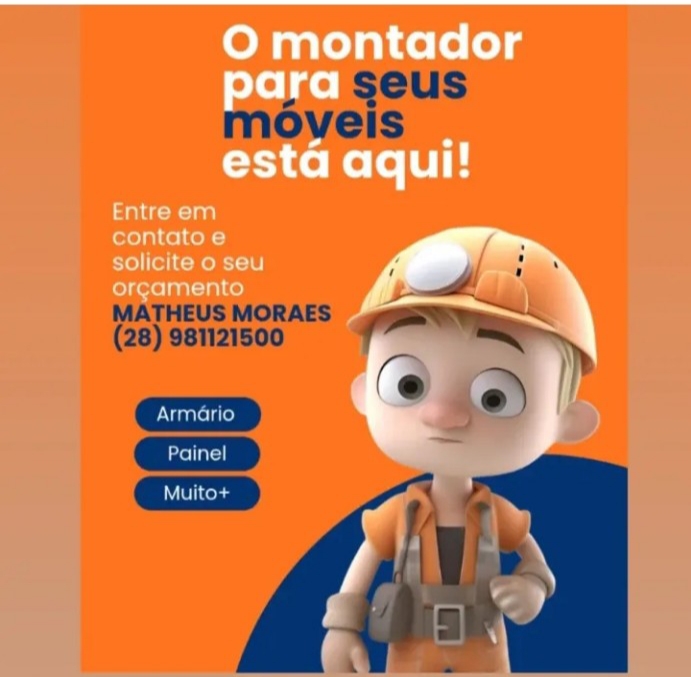 O montador
para seus
móveis
está aqui!
Entre em
contato e
solicite o seu
orçamento
MATHEUS MORAES
(28) 981121500
Armário
Painel
Muito+